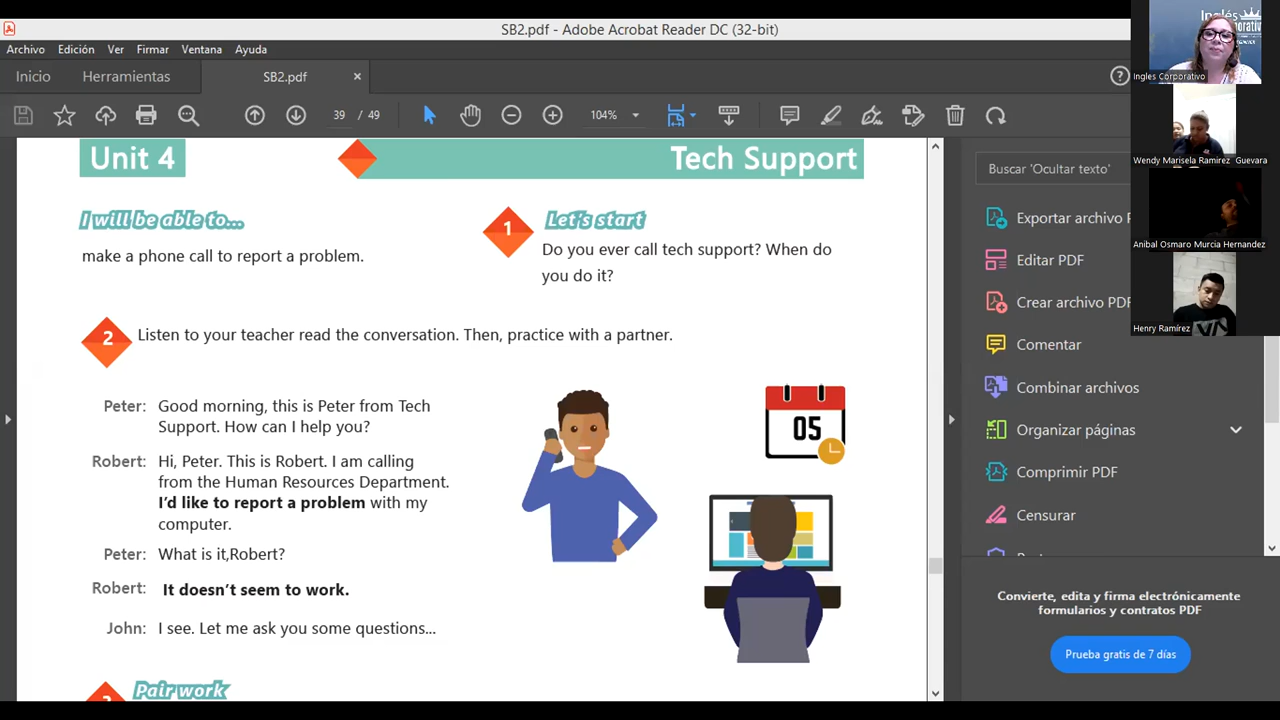 SB2.pdf - Adobe Acrobat Reader DC (32-bit)
Archivo Edición Ver Firmar Ventana Ayuda
Inicio Herramientas SB2.pdf ×
39 / 49 104%
Unit 4 Tech Support
I will be able to...
make a phone call to report a problem.
1 Let's start
Do you ever call tech support? When do
you do it?
2 Listen to your teacher read the conversation. Then, practice with a partner.
Peter: Good morning, this is Peter from Tech
Support. How can I help you?
Robert: Hi, Peter. This is Robert. I am calling
from the Human Resources Department.
I'd like to report a problem with my
computer.
Peter: What is it,Robert?
Robert: It doesn't seem to work.
John: I see. Let me ask you some questions...
05
Pair work
Buscar 'Ocultar texto'
Exportar archivo P
Editar PDF
Crear archivo PDF
Comentar
Combinar archivos
Organizar páginas
Comprimir PDF
Censurar
Convierte, edita y firma electrónicamente
formularios y contratos PDF
Prueba gratis de 7 días
Inglés
Ingles Corporativo
Wendy Marisela Ramirez Guevara
Anibal Osmaro Murcia Hernandez
Henry Ramírez